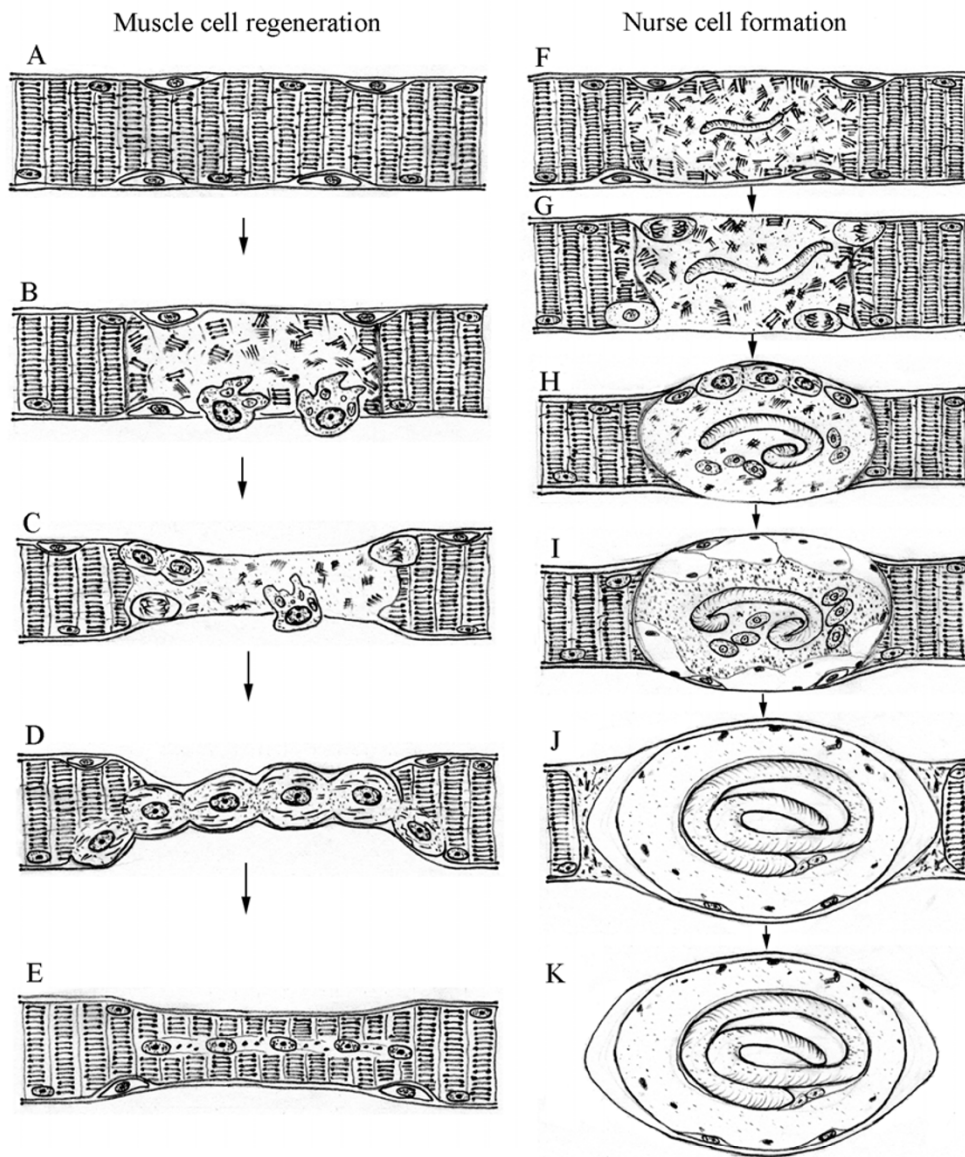 Muscle cell regeneration
A
B
C
D
E
Nurse cell formation
F
G
H
I
J
K